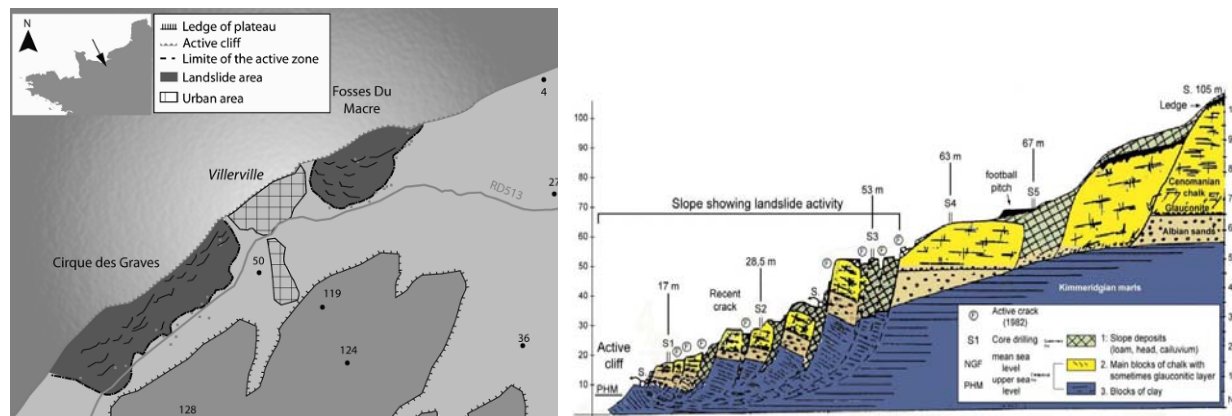 N
Ledge of plateau
Active cliff
Limite of the active zone
Landslide area
Urban area
Fosses Du
Macre
4
Villerville
RD513
27
Cirque des Graves
50
119
124
36
128
S. 105 m
Ledge
100
90
80
70
60
50
40
30
20
10
63 m
67 m
football
pitch
S5
S4
Cenomanian
chalk
Glauconite
Albian sands
Slope showing landslide activity
53 m
S3
F
28,5 m
Recent
crack
17 m
S2
S1
S
Kimmeridgian marts
Active
cliff
PHM
F Active crack
(1982)
S1 Core drilling
NGF mean sea
level
PHM upper sea
level
1: Slope deposits
(loam, head, cailuvium)
2. Main blocks of chalk with
sometimes glauconitic layer
3. Blocks of clay